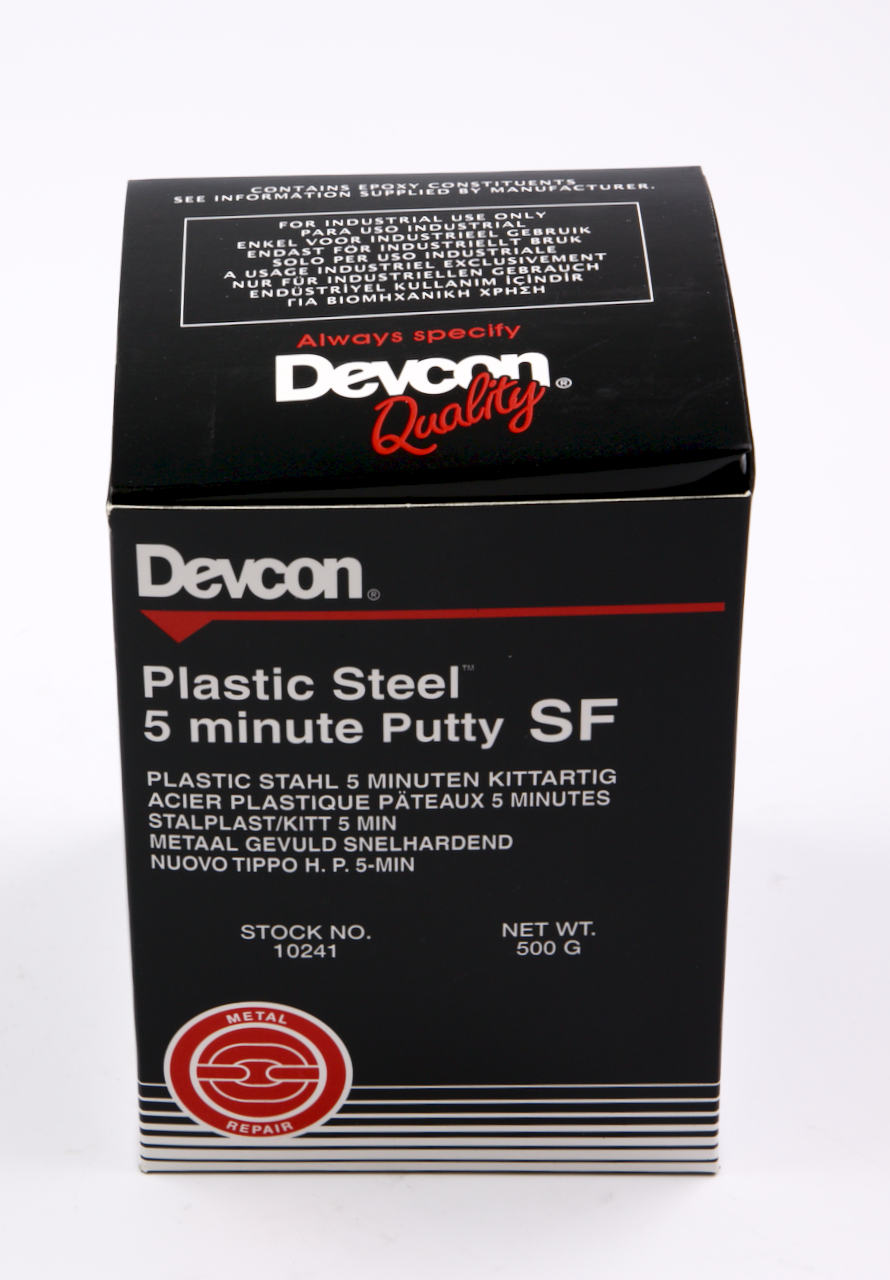 CONTAINS EPOXY CONSTITUENTS
SEE INFORMATION SUPPLIED BY MANUFACTURER.
FOR INDUSTRIAL USE ONLY
PARA USO INDUSTRIAL
ENKEL VOOR INDUSTRIEEL GEBRUIK
ENDAST FÖR INDUSTRIELLT BRUK
SOLO PER USO INDUSTRIALE
A USAGE INDUSTRIEL EXCLUSIVEMENT
NUR FÜR INDUSTRIELLEN GEBRAUCH
ENDÜSTRİYEL KULLANIM İÇİNDİR
ΓΙΑ ΒΙΟΜΗΧΑΝΙΚΗ ΧΡΗΣΗ
Always specify
Devcon®
Quality
Devcon®
Plastic Steel™
5 minute Putty SF
PLASTIC STAHL 5 MINUTEN KITTARTIG
ACIER PLASTIQUE PÄTEAUX 5 MINUTES
STALPLAST/KITT 5 MIN
METAAL GEVULD SNELHARDEND
NUOVO TIPPO H. P. 5-MIN
STOCK NO.
10241
NET WT.
500 G
METAL
REPAIR